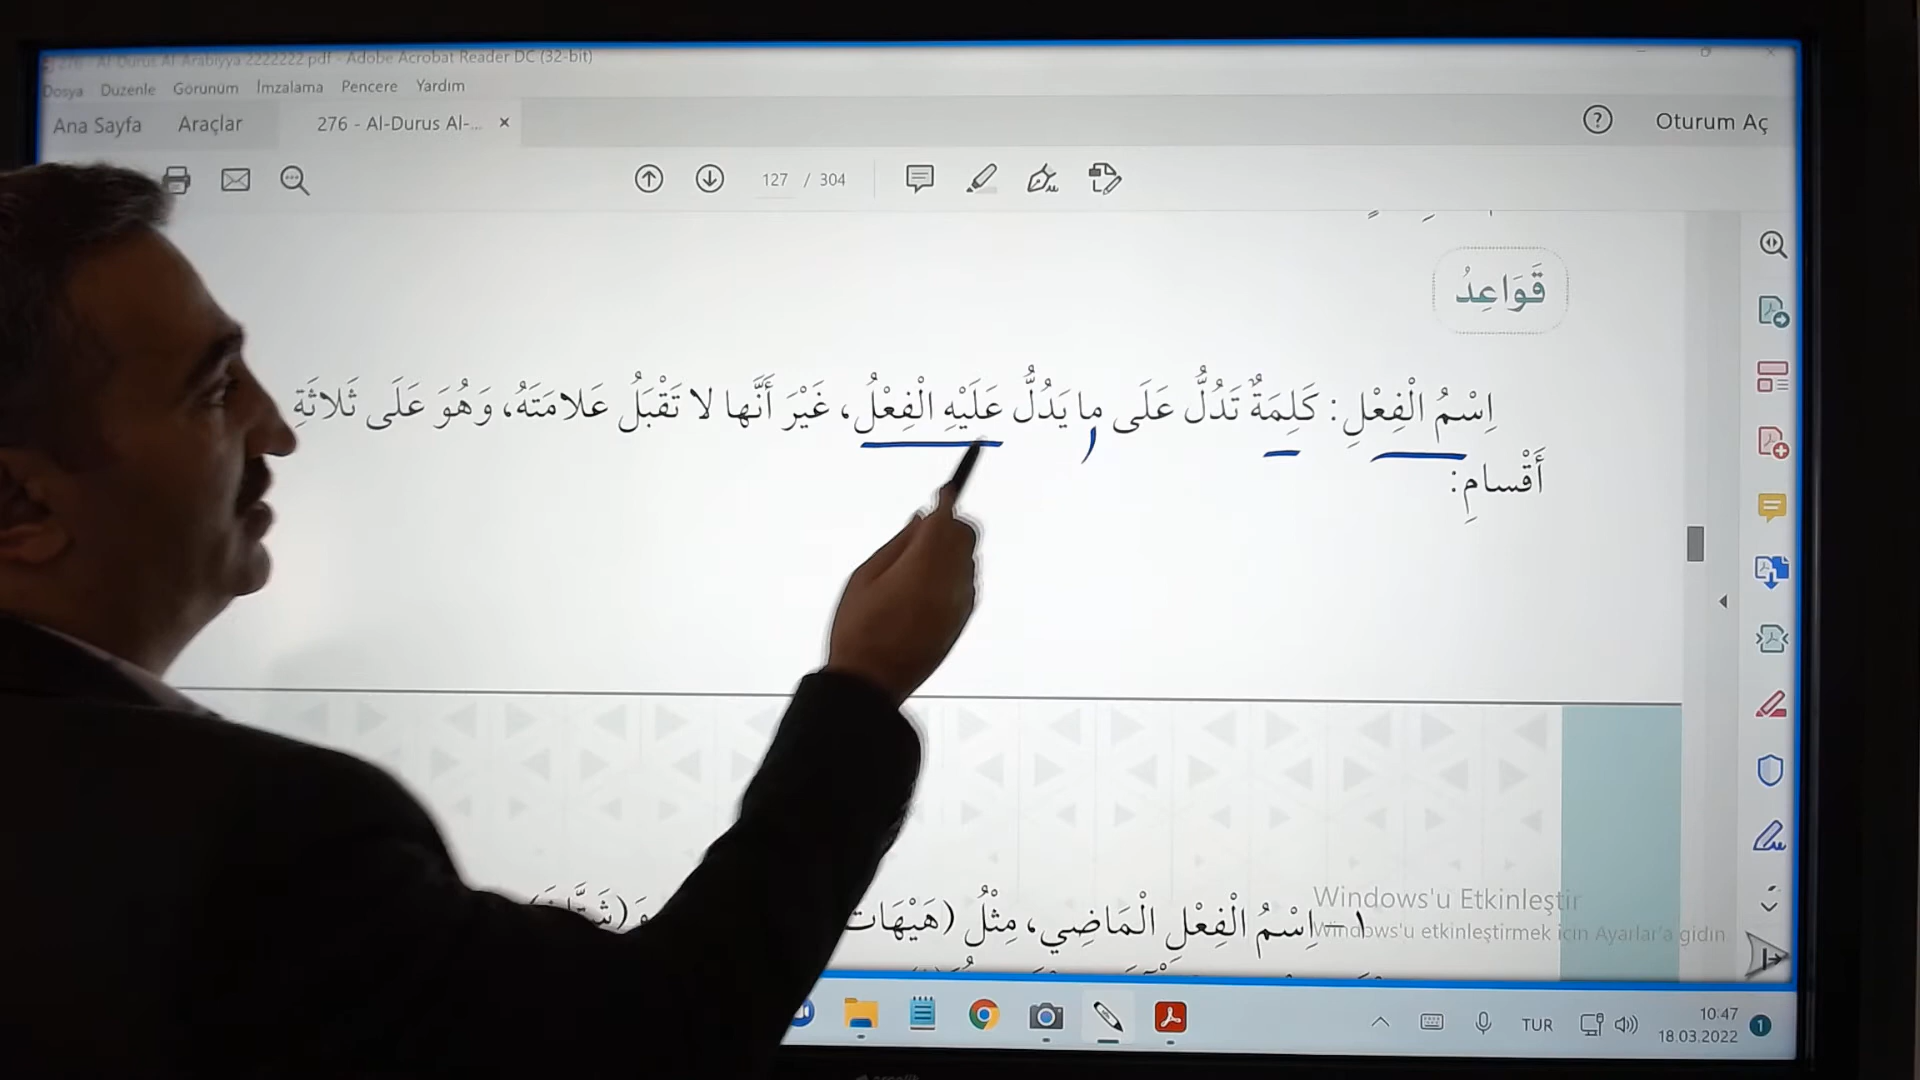 276 - Al-Durus Al-Arabiyya 2222222.pdf - Adobe Acrobat Reader DC (32-bit)
Dosya Düzenle Görünüm İmzalama Pencere Yardım
Ana Sayfa Araçlar 276 - Al-Durus Al-... × Oturum Aç
127 / 304
قَوَاعِدُ
اِسْمُ الْفِعْلِ: كَلِمَةٌ تَدُلُّ عَلَى ما يَدُلُّ عَلَيْهِ الْفِعْلُ، غَيْرَ أَنَّها لا تَقْبَلُ عَلامَتَهُ، وَهُوَ عَلَى ثَلاثَةِ
أَقْسامٍ:
Windows'u Etkinleştir
١ – اِسْمُ الْفِعْلِ الْمَاضِي، مِثْلُ (هَيْهَات
Windows'u etkinleştirmek için Ayarlar'a gidin
TUR
10:47
18.03.2022
1